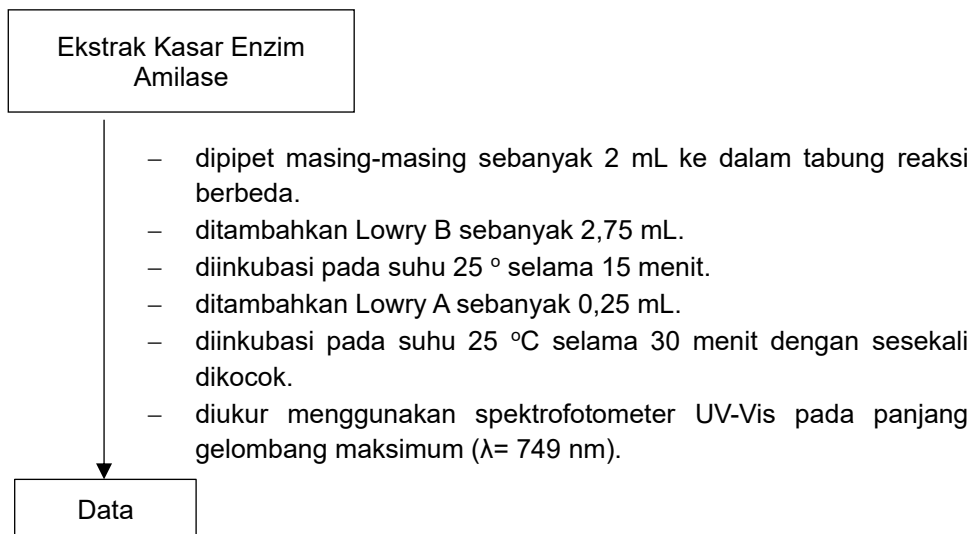 Ekstrak Kasar Enzim
Amilase
– dipipet masing-masing sebanyak 2 mL ke dalam tabung reaksi
berbeda.
– ditambahkan Lowry B sebanyak 2,75 mL.
– diinkubasi pada suhu 25 º selama 15 menit.
– ditambahkan Lowry A sebanyak 0,25 mL.
– diinkubasi pada suhu 25 ºC selama 30 menit dengan sesekali
dikocok.
– diukur menggunakan spektrofotometer UV-Vis pada panjang
gelombang maksimum (λ= 749 nm).
Data